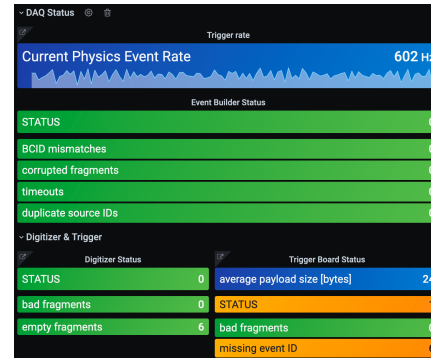 DAQ Status
Trigger rate
Current Physics Event Rate 602 Hz
Event Builder Status
STATUS
BCID mismatches
corrupted fragments
timeouts
duplicate source IDs
Digitizer & Trigger
Digitizer Status
STATUS 0
bad fragments 0
empty fragments 6
Trigger Board Status
average payload size [bytes] 24
STATUS
bad fragments
missing event ID